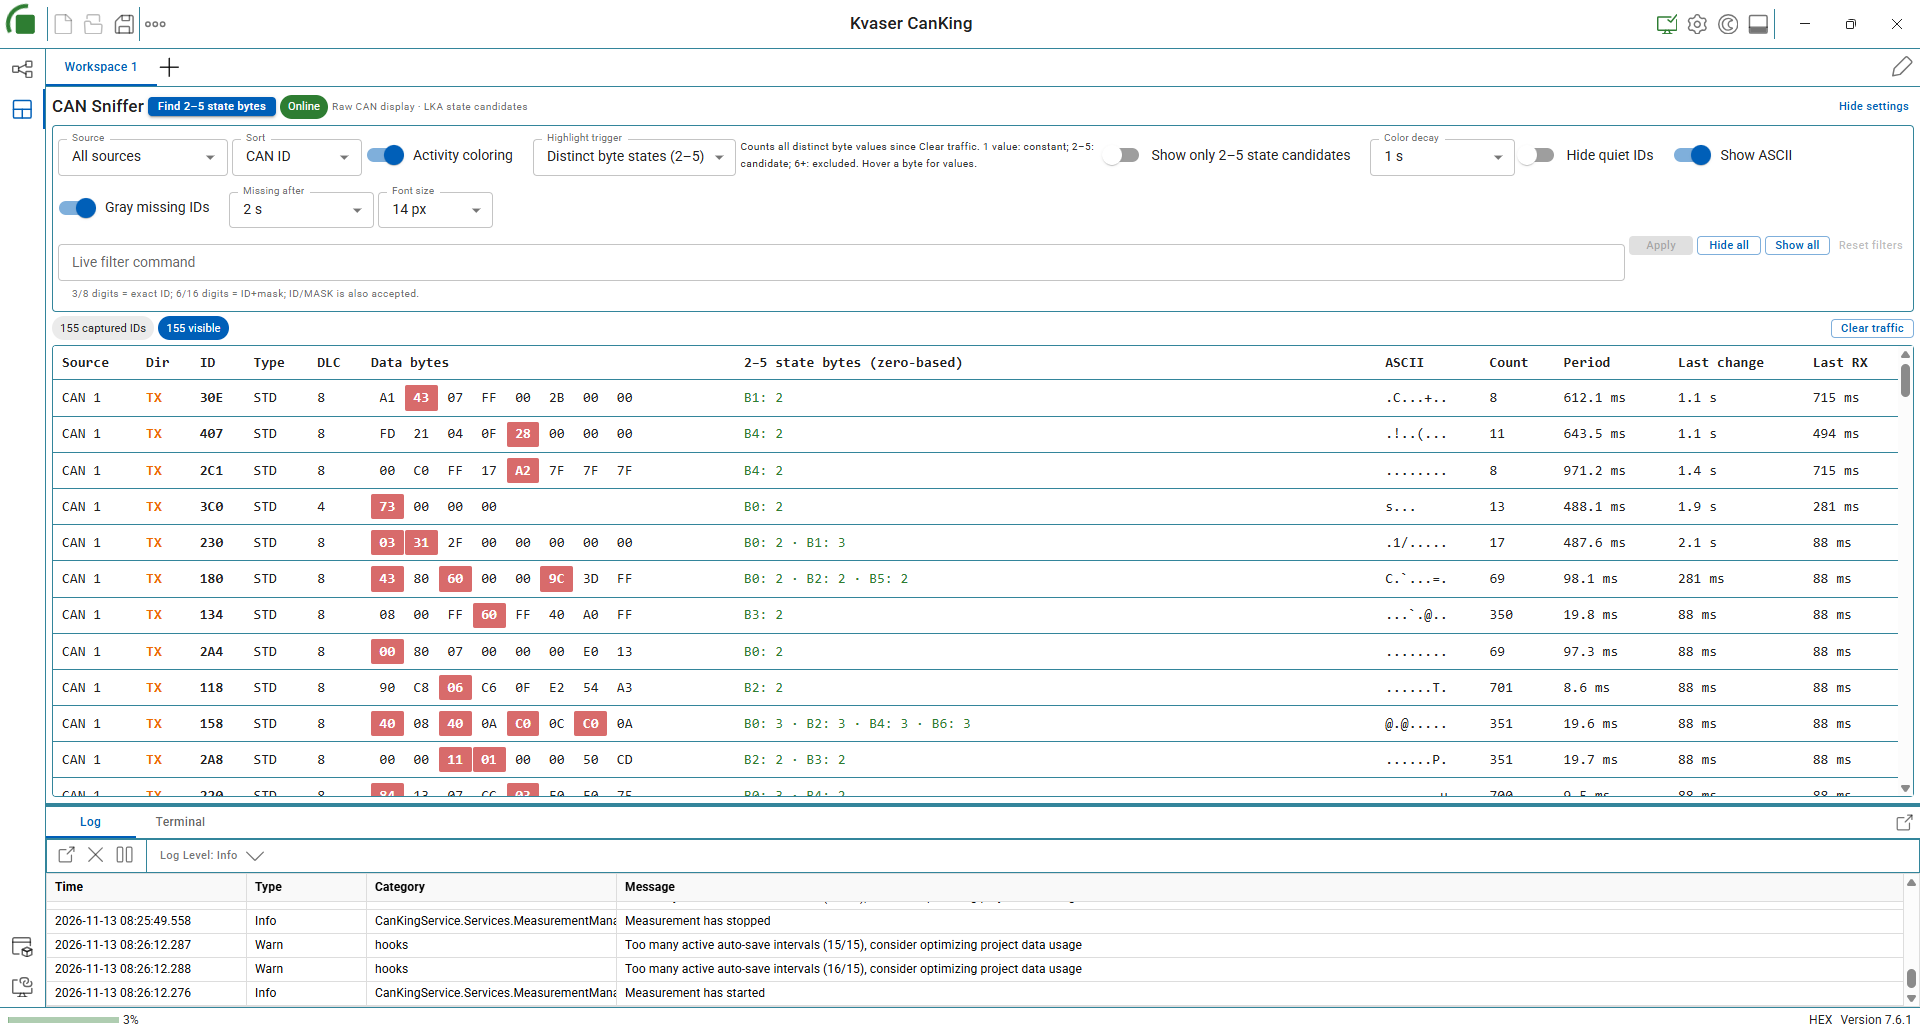 Kvaser CanKing
Workspace 1
CAN Sniffer Find 2–5 state bytes Online Raw CAN display · LKA state candidates Hide settings
Source Sort Highlight trigger Color decay
All sources CAN ID Activity coloring Distinct byte states (2–5) Counts all distinct byte values since Clear traffic. 1 value: constant; 2–5: candidate; 6+: excluded. Hover a byte for values. Show only 2–5 state candidates 1 s Hide quiet IDs Show ASCII
Missing after Font size
Gray missing IDs 2 s 14 px
Apply Hide all Show all Reset filters
Live filter command
3/8 digits = exact ID; 6/16 digits = ID+mask; ID/MASK is also accepted.
155 captured IDs 155 visible Clear traffic
Source Dir ID Type DLC Data bytes 2–5 state bytes (zero-based) ASCII Count Period Last change Last RX
CAN 1 TX 30E STD 8 A1 43 07 FF 00 2B 00 00 B1: 2 .C...+.. 8 612.1 ms 1.1 s 715 ms
CAN 1 TX 407 STD 8 FD 21 04 0F 28 00 00 00 B4: 2 .!..(... 11 643.5 ms 1.1 s 494 ms
CAN 1 TX 2C1 STD 8 00 C0 FF 17 A2 7F 7F 7F B4: 2 ........ 8 971.2 ms 1.4 s 715 ms
CAN 1 TX 3C0 STD 4 73 00 00 00 B0: 2 s... 13 488.1 ms 1.9 s 281 ms
CAN 1 TX 230 STD 8 03 31 2F 00 00 00 00 00 B0: 2 · B1: 3 .1/..... 17 487.6 ms 2.1 s 88 ms
CAN 1 TX 180 STD 8 43 80 60 00 00 9C 3D FF B0: 2 · B2: 2 · B5: 2 C.`...=. 69 98.1 ms 281 ms 88 ms
CAN 1 TX 134 STD 8 08 00 FF 60 FF 40 A0 FF B3: 2 ...`.@.. 350 19.8 ms 88 ms 88 ms
CAN 1 TX 2A4 STD 8 00 80 07 00 00 00 E0 13 B0: 2 ........ 69 97.3 ms 88 ms 88 ms
CAN 1 TX 118 STD 8 90 C8 06 C6 0F E2 54 A3 B2: 2 ......T. 701 8.6 ms 88 ms 88 ms
CAN 1 TX 158 STD 8 40 08 40 0A C0 0C C0 0A B0: 3 · B2: 3 · B4: 3 · B6: 3 @.@..... 351 19.6 ms 88 ms 88 ms
CAN 1 TX 2A8 STD 8 00 00 11 01 00 00 50 CD B2: 2 · B3: 2 ......P. 351 19.7 ms 88 ms 88 ms
CAN 1 TX 220 STD 8
Log Terminal
Log Level: Info
Time Type Category Message
2026-11-13 08:25:49.558 Info CanKingService.Services.MeasurementMana Measurement has stopped
2026-11-13 08:26:12.287 Warn hooks Too many active auto-save intervals (15/15), consider optimizing project data usage
2026-11-13 08:26:12.288 Warn hooks Too many active auto-save intervals (16/15), consider optimizing project data usage
2026-11-13 08:26:12.276 Info CanKingService.Services.MeasurementMana Measurement has started
3% HEX Version 7.6.1